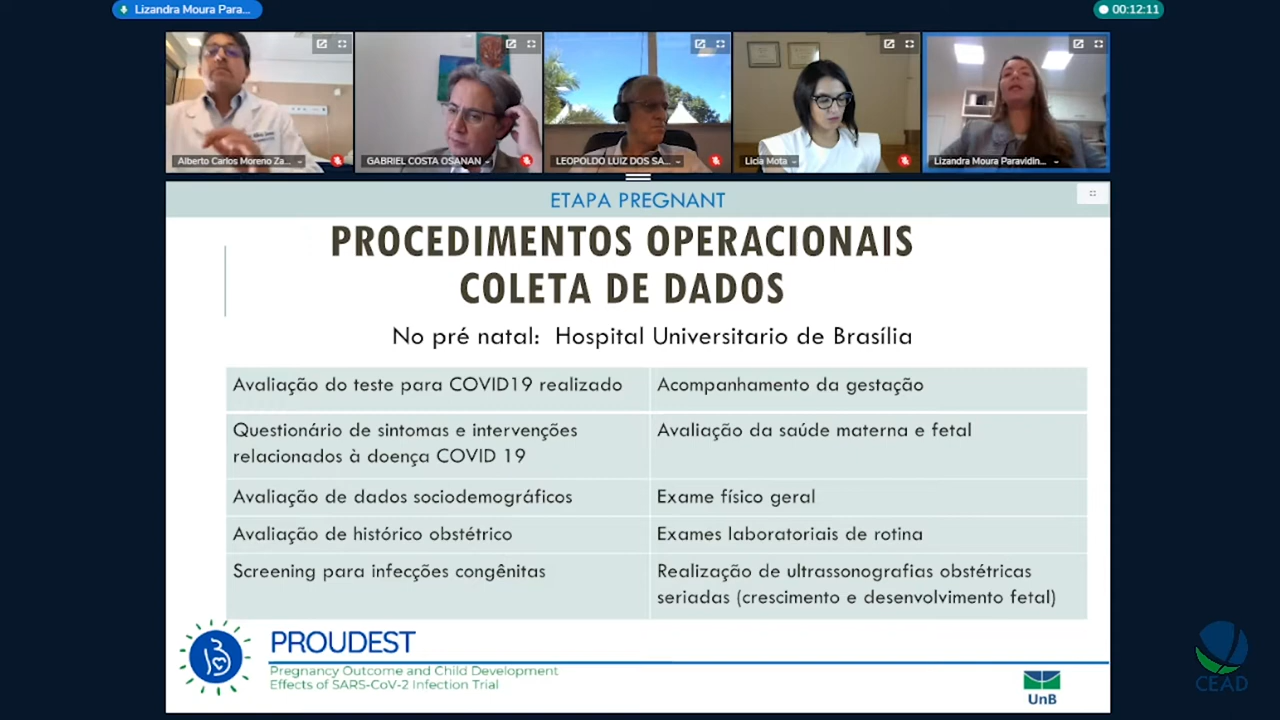 Lizandra Moura Para...
00:12:11
Alberto Carlos Moreno Za...
GABRIEL COSTA OSANAN
LEOPOLDO LUIZ DOS SA...
Licia Mota
Lizandra Moura Paravidin...
ETAPA PREGNANT
PROCEDIMENTOS OPERACIONAIS
COLETA DE DADOS
No pré natal: Hospital Universitario de Brasília
Avaliação do teste para COVID19 realizado
Acompanhamento da gestação
Questionário de sintomas e intervenções
relacionados à doença COVID 19
Avaliação da saúde materna e fetal
Avaliação de dados sociodemográficos
Exame físico geral
Avaliação de histórico obstétrico
Exames laboratoriais de rotina
Screening para infecções congênitas
Realização de ultrassonografias obstétricas
seriadas (crescimento e desenvolvimento fetal)
PROUDEST
Pregnancy Outcome and Child Development
Effects of SARS-CoV-2 Infection Trial
UnB
CEAD